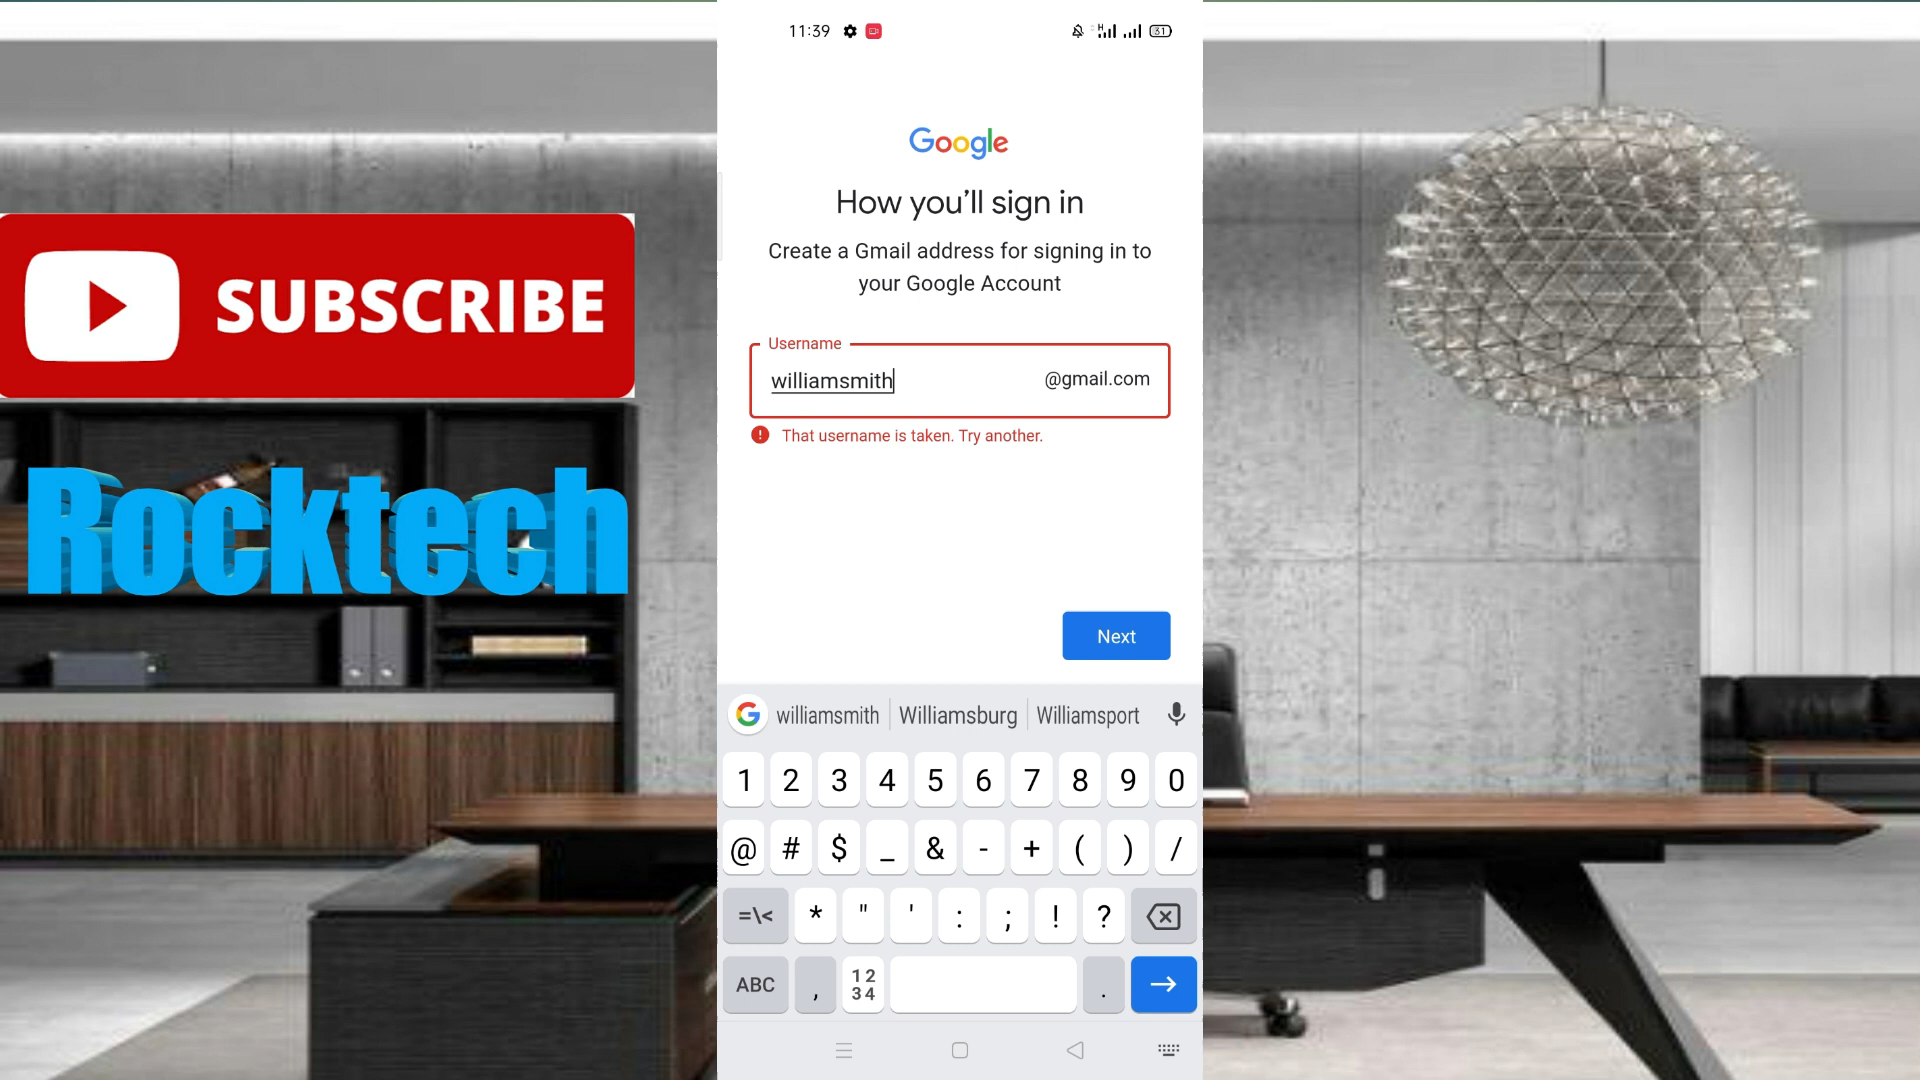 11:39
31
Google
How you’ll sign in
Create a Gmail address for signing in to
your Google Account
Username
williamsmith
@gmail.com
That username is taken. Try another.
Next
SUBSCRIBE
Rocktech
G williamsmith Williamsburg Williamsport
1 2 3 4 5 6 7 8 9 0
@ # $ _ & - + ( ) /
=\< * " ' : ; ! ?
ABC , 12 34 .